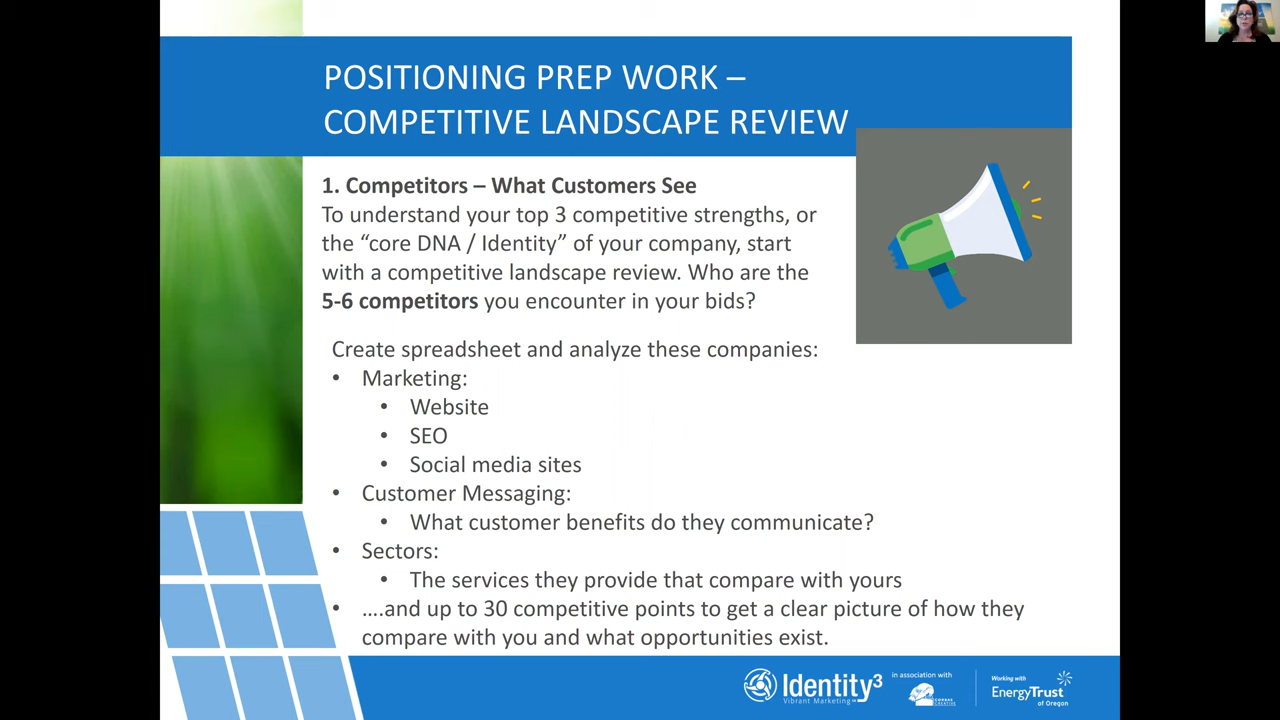 POSITIONING PREP WORK –
COMPETITIVE LANDSCAPE REVIEW
1. Competitors – What Customers See
To understand your top 3 competitive strengths, or
the “core DNA / Identity” of your company, start
with a competitive landscape review. Who are the
5-6 competitors you encounter in your bids?
Create spreadsheet and analyze these companies:
• Marketing:
• Website
• SEO
• Social media sites
• Customer Messaging:
• What customer benefits do they communicate?
• Sectors:
• The services they provide that compare with yours
• ….and up to 30 competitive points to get a clear picture of how they
compare with you and what opportunities exist.
Identity3
Vibrant Marketing
in association with
Working with
EnergyTrust
of Oregon